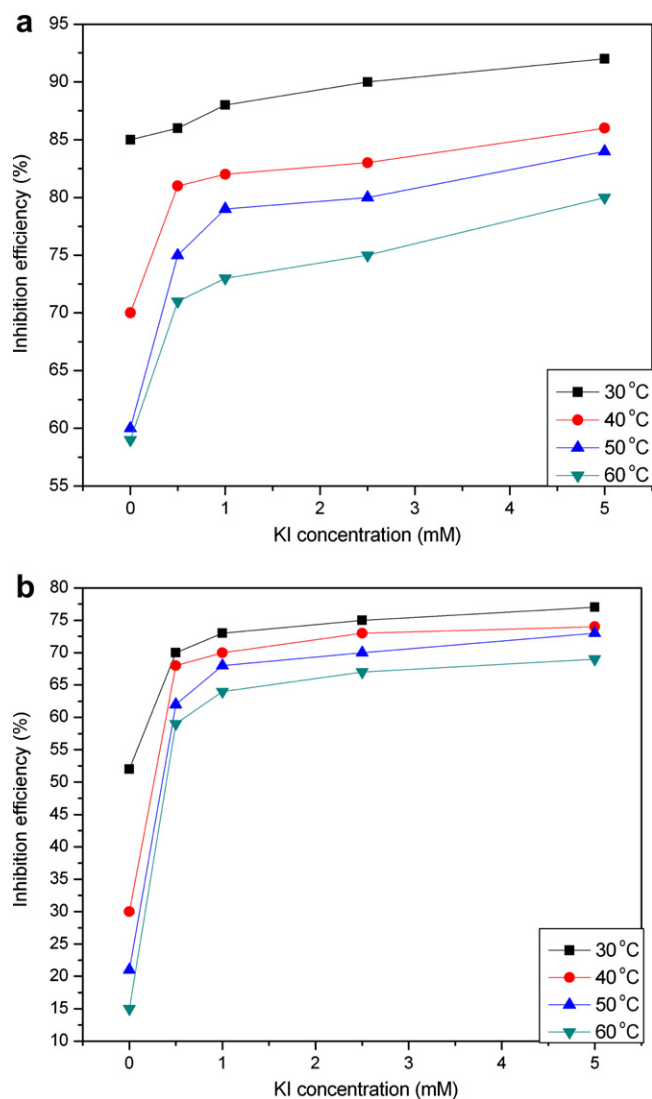 a
95
90
85
80
75
70
65
60
55
Inhibition efficiency (%)
0 1 2 3 4 5
KI concentration (mM)
30 °C
40 °C
50 °C
60 °C
b
80
75
70
65
60
55
50
45
40
35
30
25
20
15
10
Inhibition efficiency (%)
0 1 2 3 4 5
KI concentration (mM)
30 °C
40 °C
50 °C
60 °C